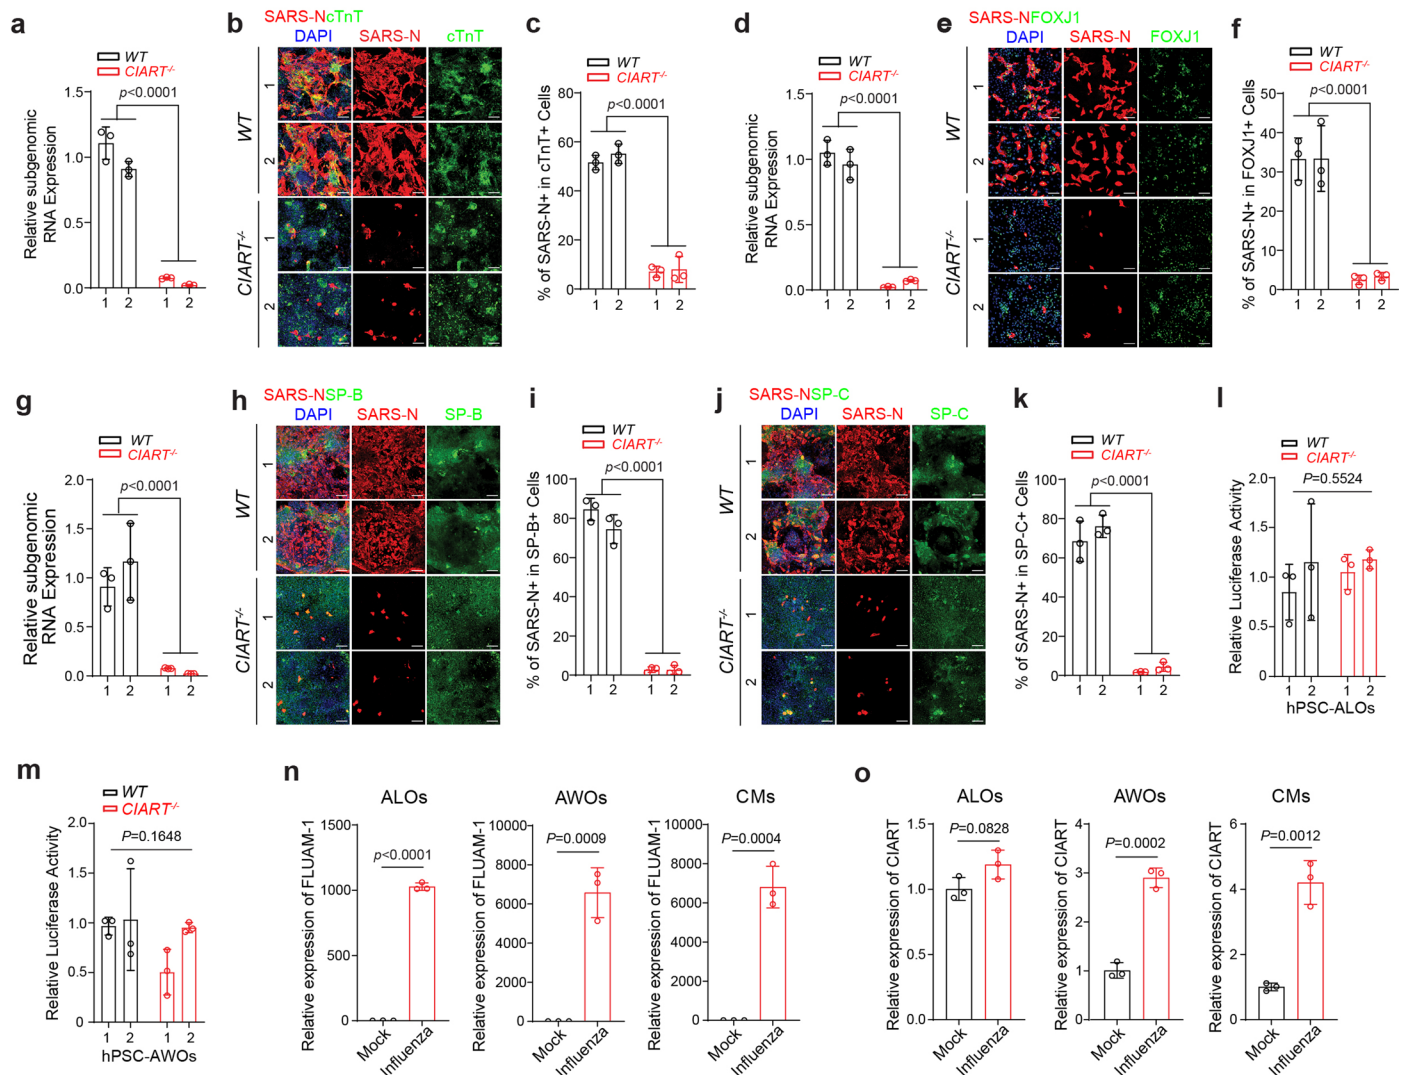 a
WT
CIART-/-
p<0.0001
Relative subgenomic
RNA Expression
1.5
1.0
0.5
0.0
1 2 1 2
b
SARS-NcTnT
DAPI SARS-N cTnT
WT
1
2
CIART-/-
1
2
c
WT
CIART-/-
p<0.0001
% of SARS-N+ in cTnT+ Cells
80
60
40
20
0
1 2 1 2
d
WT
CIART-/-
p<0.0001
Relative subgenomic
RNA Expression
1.5
1.0
0.5
0.0
1 2 1 2
e
SARS-NFOXJ1
DAPI SARS-N FOXJ1
WT
1
2
CIART-/-
1
2
f
WT
CIART-/-
p<0.0001
% of SARS-N+ in FOXJ1+ Cells
50
40
30
20
10
0
1 2 1 2
g
WT
CIART-/-
p<0.0001
Relative subgenomic
RNA Expression
2.0
1.5
1.0
0.5
0.0
1 2 1 2
h
SARS-NSP-B
DAPI SARS-N SP-B
WT
1
2
CIART-/-
1
2
i
WT
CIART-/-
p<0.0001
% of SARS-N+ in SP-B+ Cells
100
80
60
40
20
0
1 2 1 2
j
SARS-NSP-C
DAPI SARS-N SP-C
WT
1
2
CIART-/-
1
2
k
WT
CIART-/-
p<0.0001
% of SARS-N+ in SP-C+ Cells
100
80
60
40
20
0
1 2 1 2
l
WT
CIART-/-
P=0.5524
Relative Luciferase Activity
2.0
1.5
1.0
0.5
0
1 2 1 2
hPSC-ALOs
m
WT
CIART-/-
P=0.1648
Relative Luciferase Activity
2.0
1.5
1.0
0.5
0
1 2 1 2
hPSC-AWOs
n
ALOs
p<0.0001
Relative expression of FLUAM-1
1500
1000
500
0
Mock Influenza
AWOs
P=0.0009
Relative expression of FLUAM-1
10000
8000
6000
4000
2000
0
Mock Influenza
CMs
P=0.0004
Relative expression of FLUAM-1
10000
8000
6000
4000
2000
0
Mock Influenza
o
ALOs
P=0.0828
Relative expression of CIART
1.5
1.0
0.5
0.0
Mock Influenza
AWOs
P=0.0002
Relative expression of CIART
4
3
2
1
0
Mock Influenza
CMs
P=0.0012
Relative expression of CIART
6
4
2
0
Mock Influenza